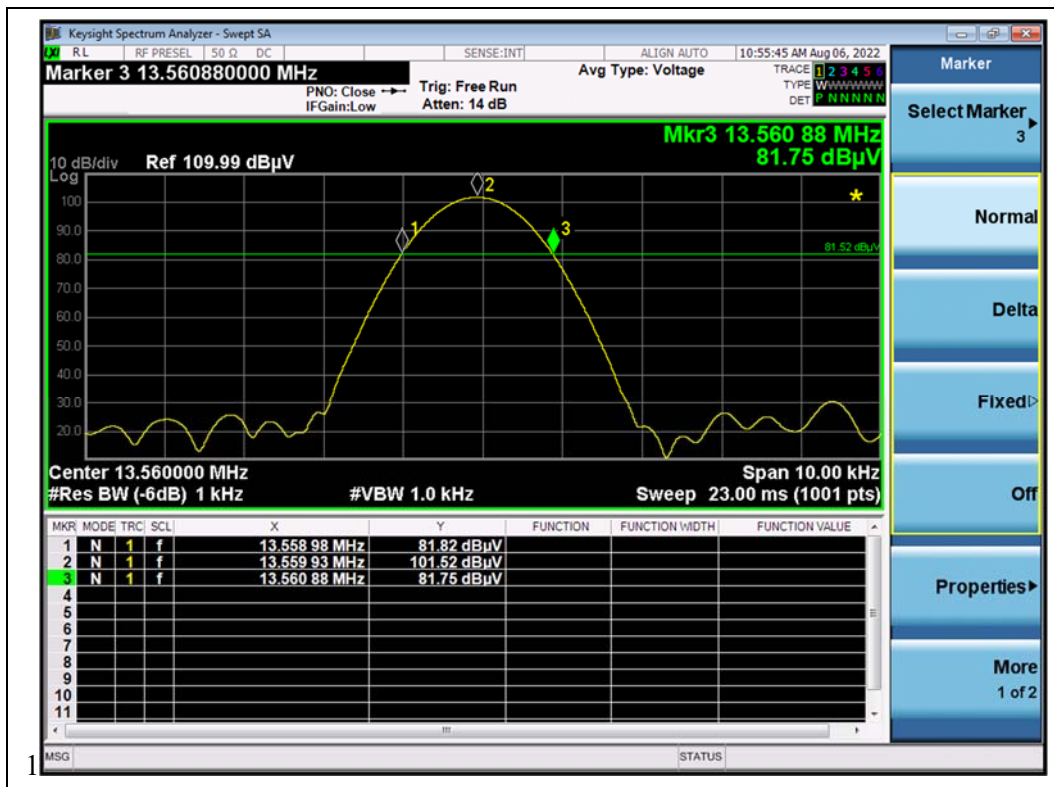 Keysight Spectrum Analyzer - Swept SA
LXI RL RF PRESEL 50 Ω DC SENSE:INT ALIGN AUTO 10:55:45 AM Aug 06, 2022
Marker 3 13.560880000 MHz
PNO: Close
IFGain:Low
Trig: Free Run
Atten: 14 dB
Avg Type: Voltage
TRACE 1 2 3 4 5 6
TYPE WWWWWW
DET P N N N N N
Mkr3 13.560 88 MHz
81.75 dBµV
10 dB/div Ref 109.99 dBµV
Log
100
90.0
80.0
70.0
60.0
50.0
40.0
30.0
20.0
1
2
3
*
81.52 dBµV
Center 13.560000 MHz Span 10.00 kHz
#Res BW (-6dB) 1 kHz #VBW 1.0 kHz Sweep 23.00 ms (1001 pts)
MKR MODE TRC SCL X Y FUNCTION FUNCTION WIDTH FUNCTION VALUE
1 N 1 f 13.558 98 MHz 81.82 dBµV
2 N 1 f 13.559 93 MHz 101.52 dBµV
3 N 1 f 13.560 88 MHz 81.75 dBµV
4
5
6
7
8
9
10
11
MSG STATUS
Marker
Select Marker
3
Normal
Delta
Fixed
Off
Properties
More
1 of 2
1